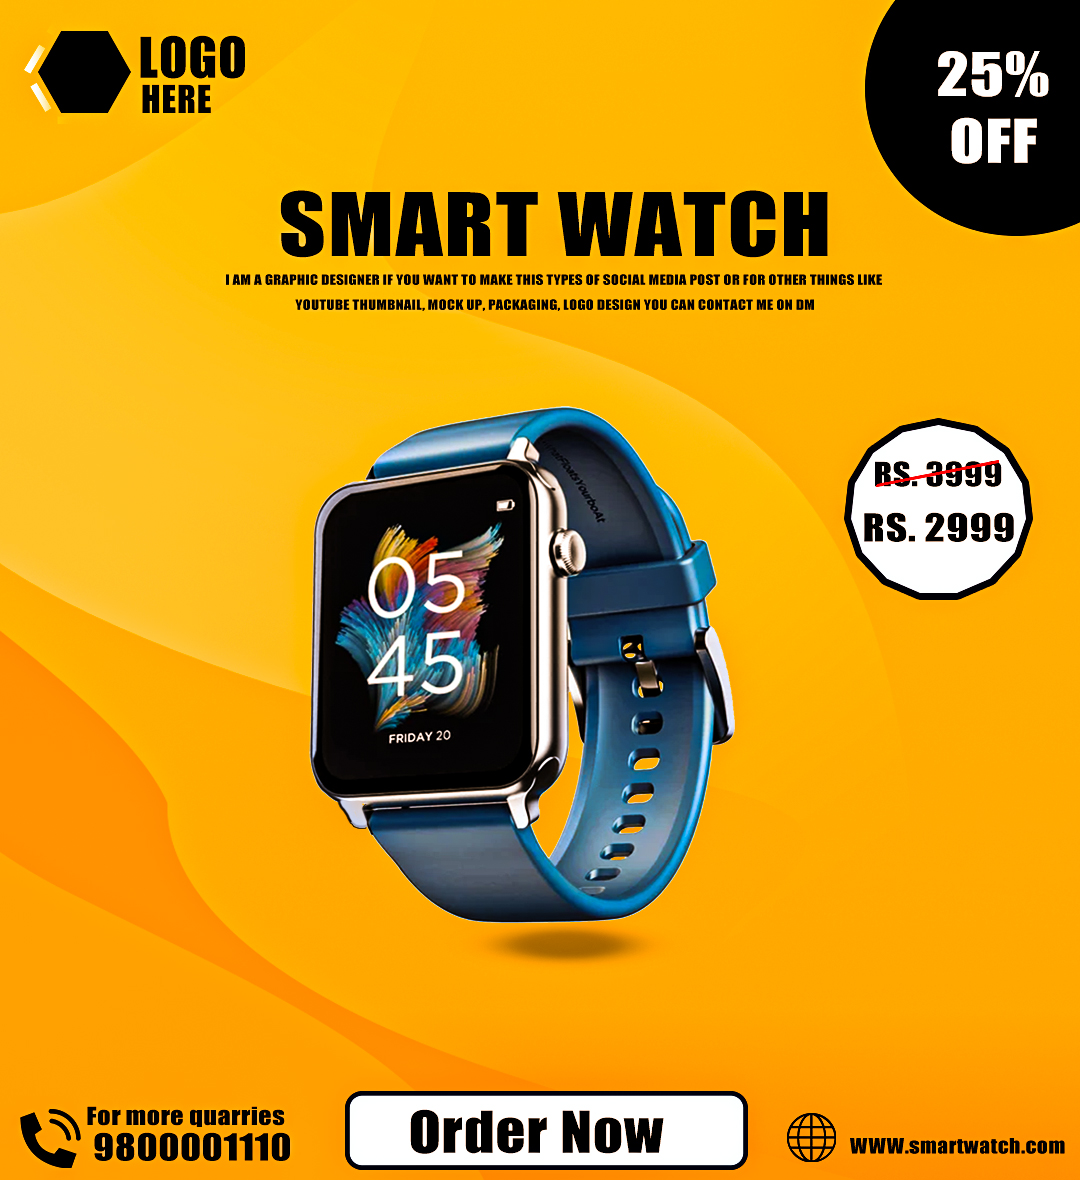 LOGO
HERE
25%
OFF
SMART WATCH
I AM A GRAPHIC DESIGNER IF YOU WANT TO MAKE THIS TYPES OF SOCIAL MEDIA POST OR FOR OTHER THINGS LIKE
YOUTUBE THUMBNAIL, MOCK UP, PACKAGING, LOGO DESIGN YOU CAN CONTACT ME ON DM
RS. 3999
RS. 2999
FloatsYourboAt
05
45
FRIDAY 20
For more quarries
9800001110
Order Now
WWW.smartwatch.com